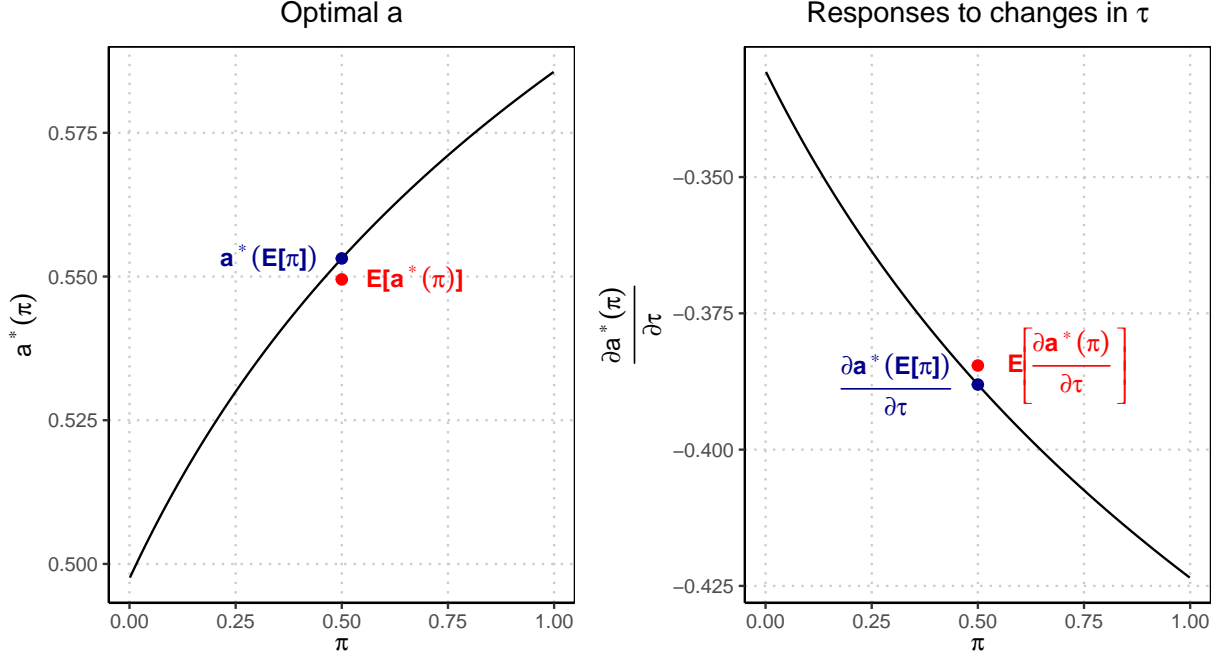 Optimal a
0.575
0.550
0.525
0.500
a*(π)
a*(E[π])
E[a*(π)]
0.00 0.25 0.50 0.75 1.00
π
Responses to changes in τ
−0.350
−0.375
−0.400
−0.425
∂a*(π)
∂τ
∂a*(E[π])
∂τ
E[∂a*(π)
∂τ]
0.00 0.25 0.50 0.75 1.00
π